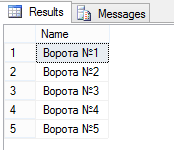 Results Messages
Name
1 Ворота №1
2 Ворота №2
3 Ворота №3
4 Ворота №4
5 Ворота №5